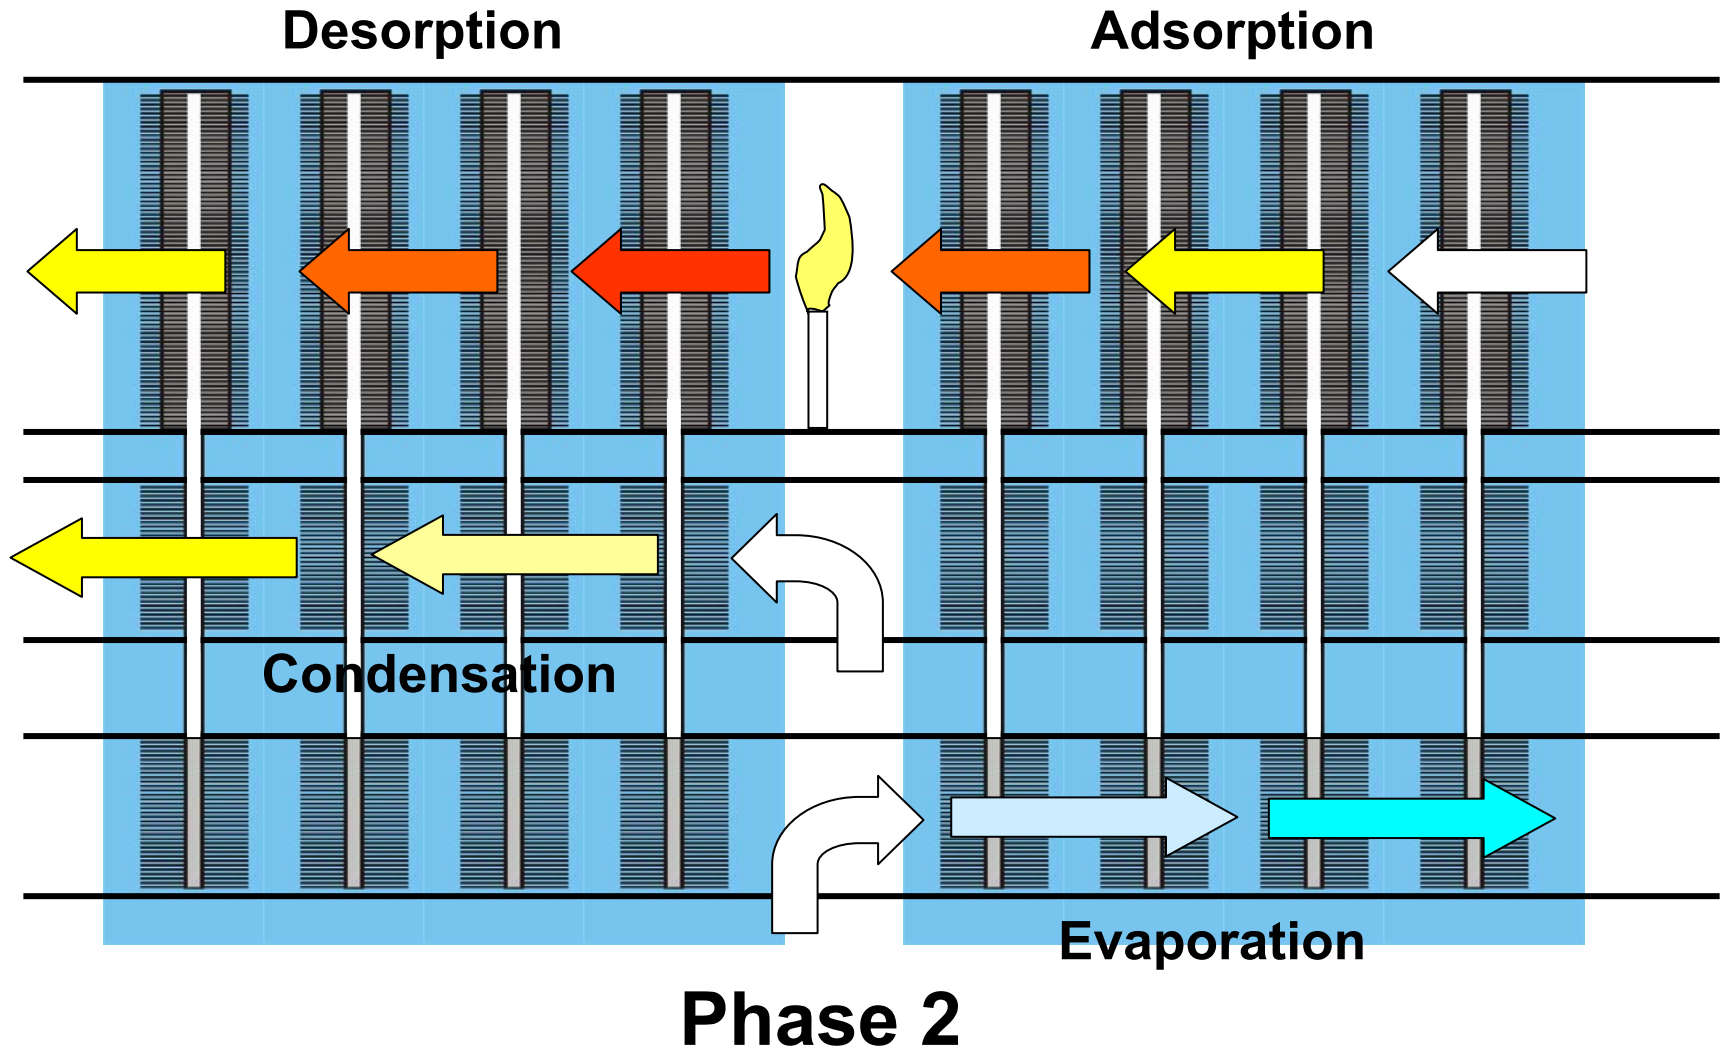 Desorption
Adsorption
Condensation
Evaporation
Phase 2